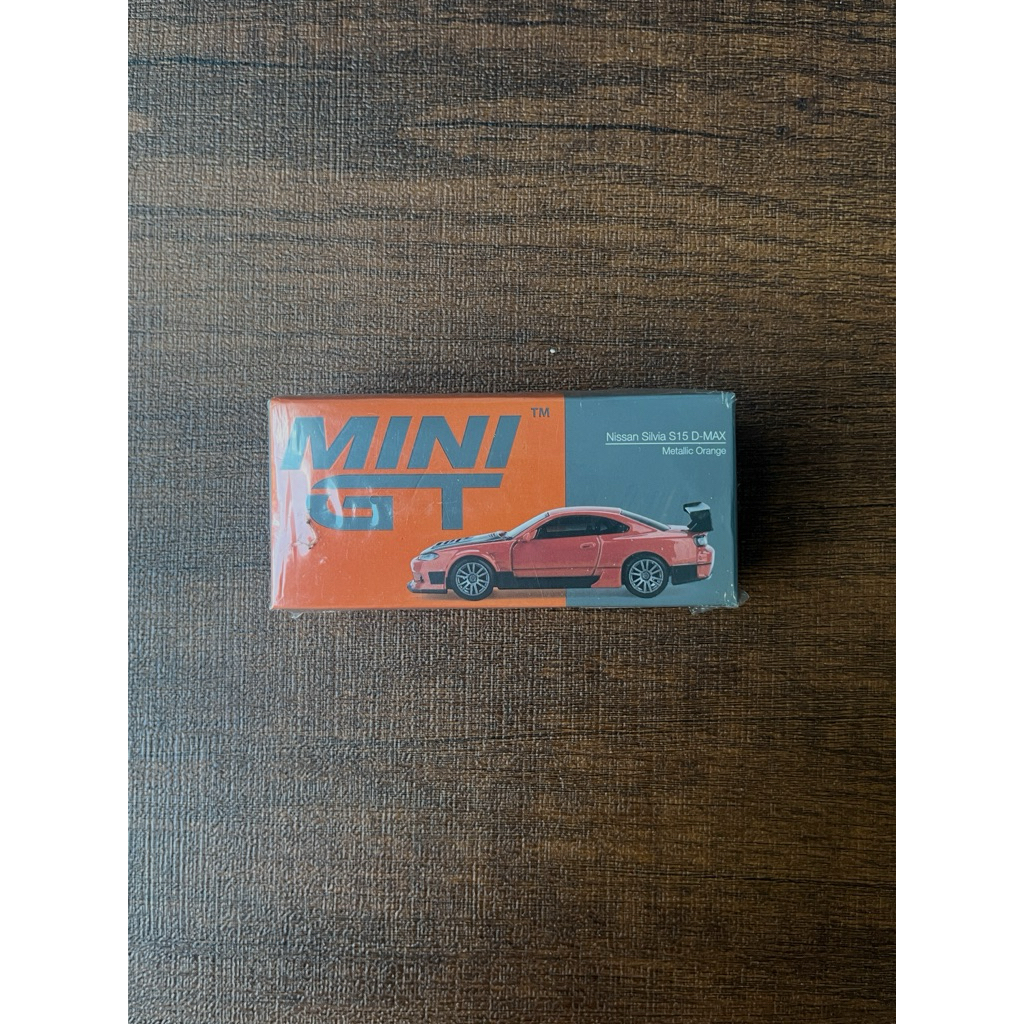 MINI ™
GT
Nissan Silvia S15 D-MAX
Metallic Orange